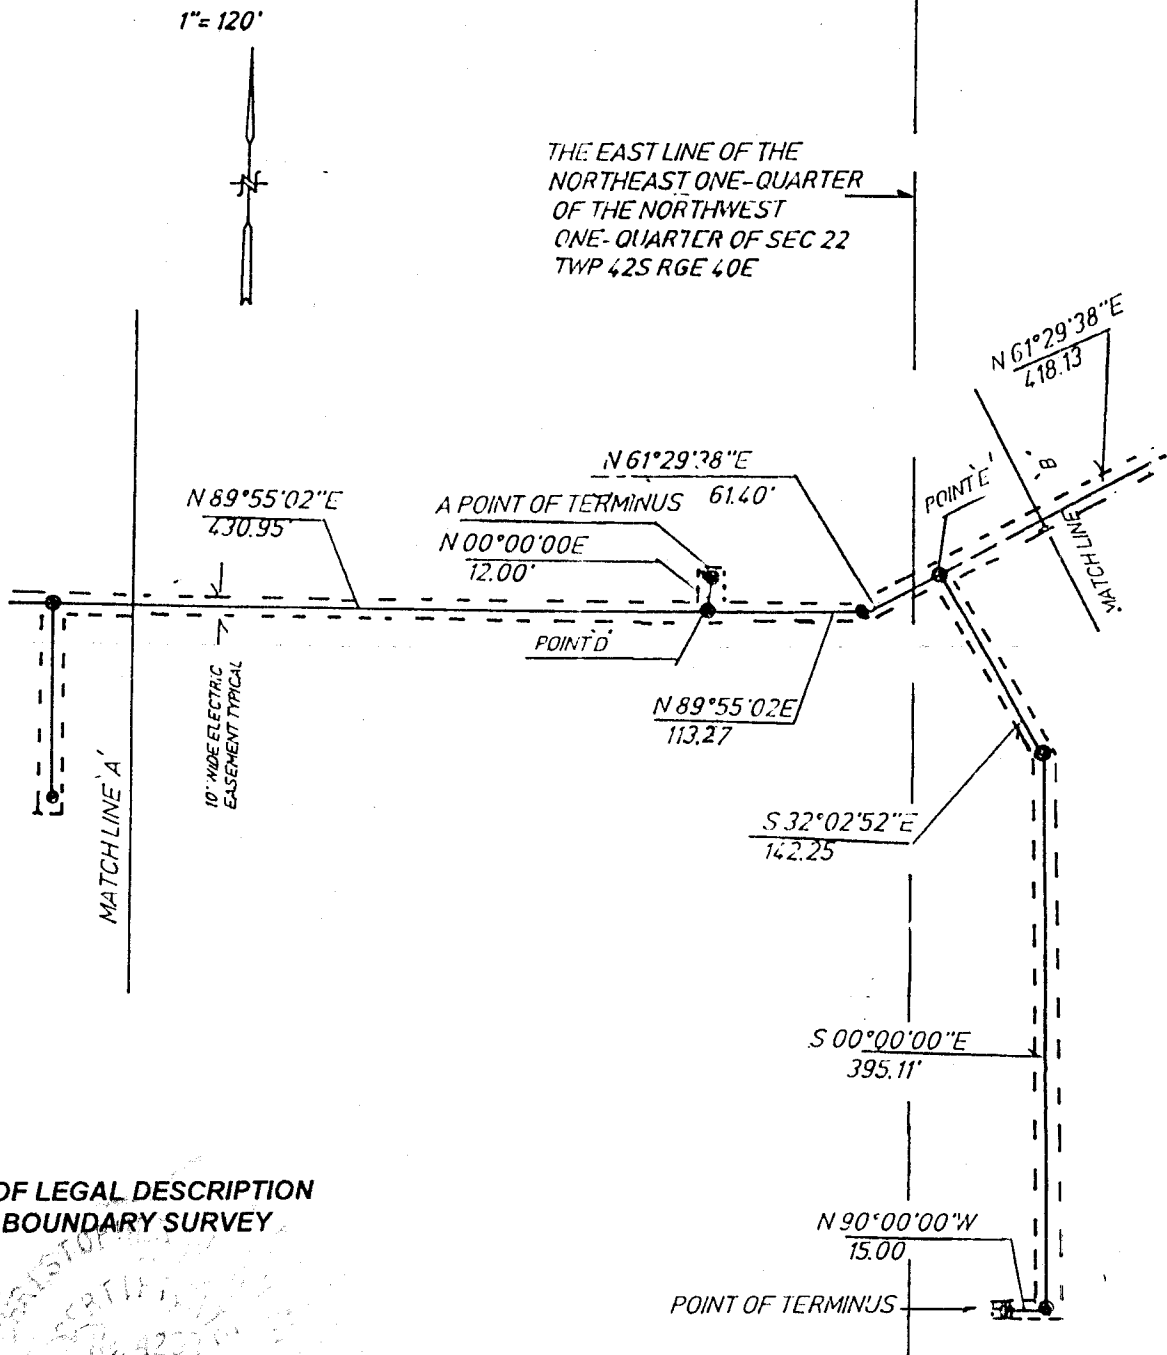 1"= 120'
THE EAST LINE OF THE
NORTHEAST ONE-QUARTER
OF THE NORTHWEST
ONE-QUARTER OF SEC 22
TWP 42S RGE 40E
N 61°29'38"E
418.13
N 61°29'38"E
61.40'
POINT 'E'
'B'
MATCH LINE
N 89°55'02"E
430.95'
A POINT OF TERMINUS
N 00°00'00E
12.00'
POINT 'D'
10' WIDE ELECTRIC
EASEMENT TYPICAL
N 89°55'02E
113.27
MATCH LINE 'A'
S 32°02'52"E
142.25
S 00°00'00"E
395.11'
OF LEGAL DESCRIPTION
BOUNDARY SURVEY
N 90°00'00"W
15.00
POINT OF TERMINUS